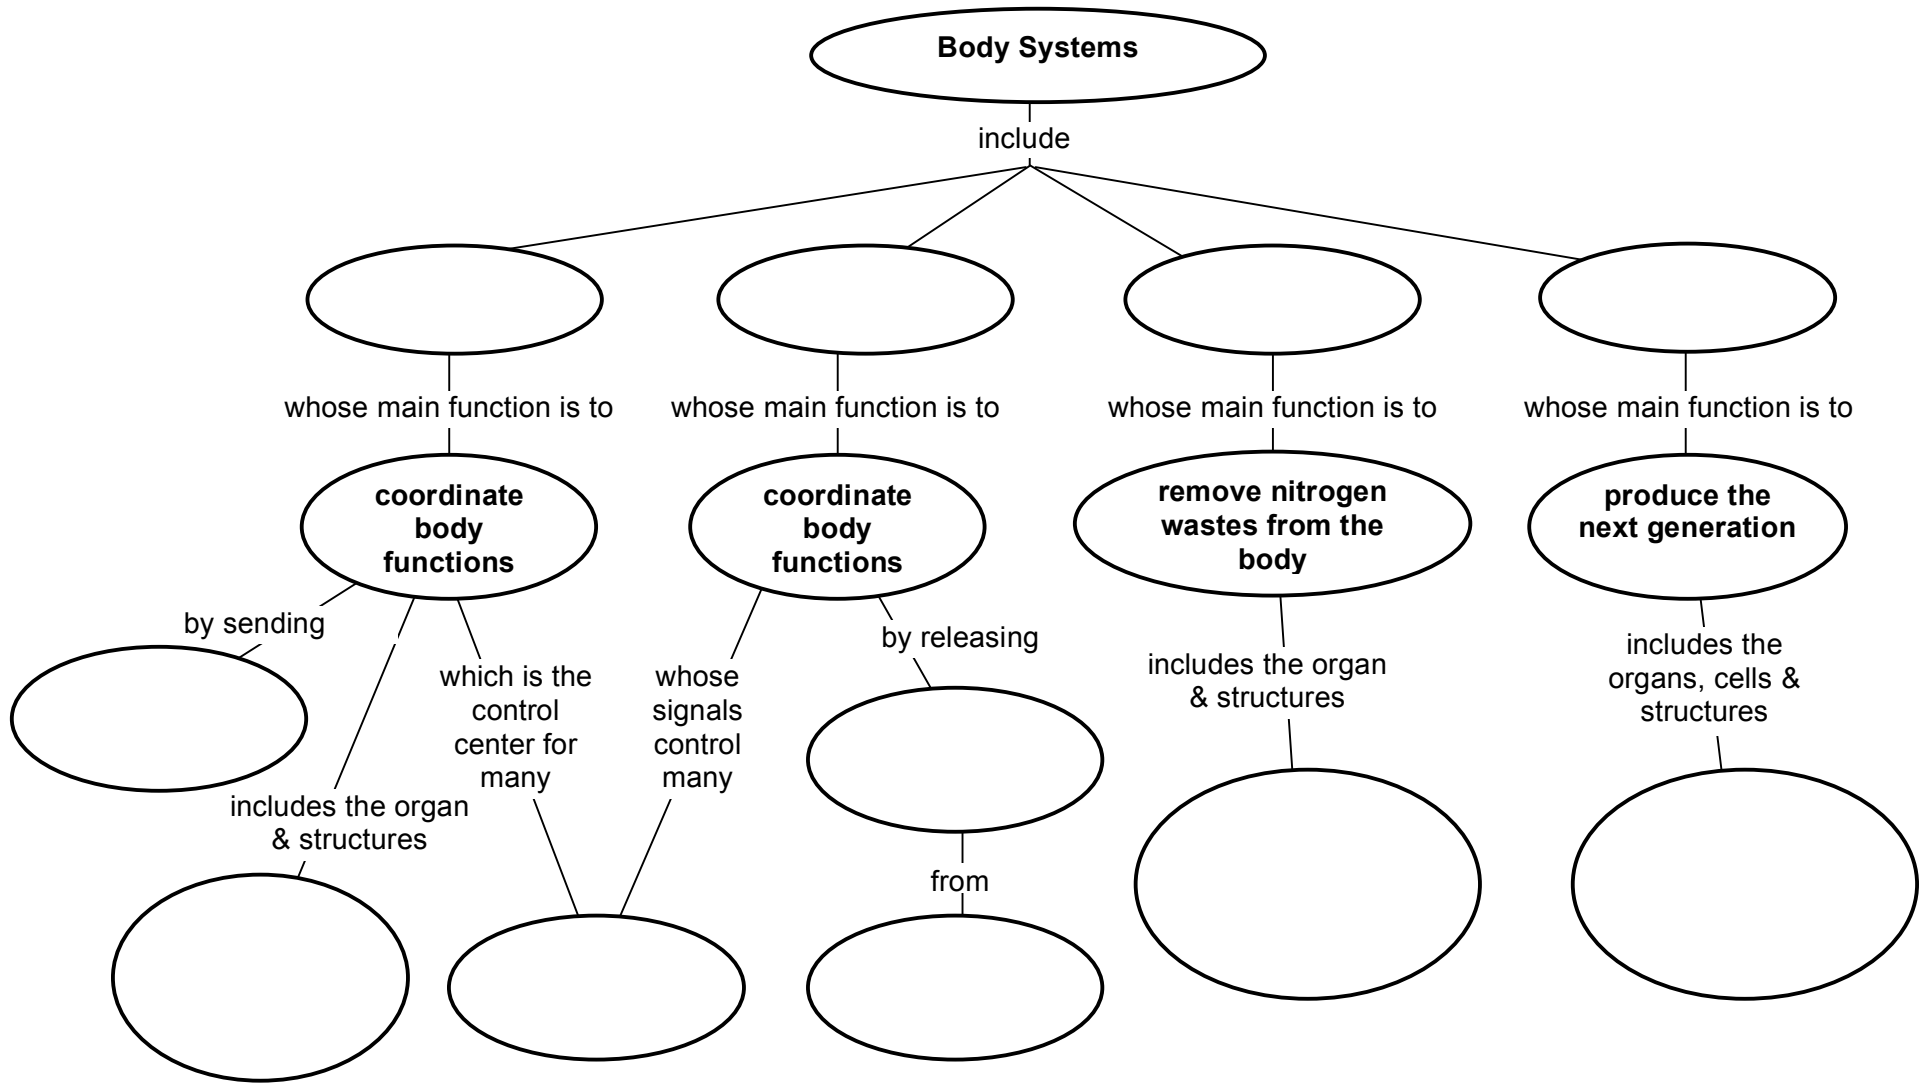 Body Systems
include
whose main function is to
whose main function is to
whose main function is to
whose main function is to
coordinate
body
functions
coordinate
body
functions
remove nitrogen
wastes from the
body
produce the
next generation
by sending
by releasing
which is the
control
center for
many
whose
signals
control
many
includes the organ
& structures
includes the
organs, cells &
structures
includes the organ
& structures
from